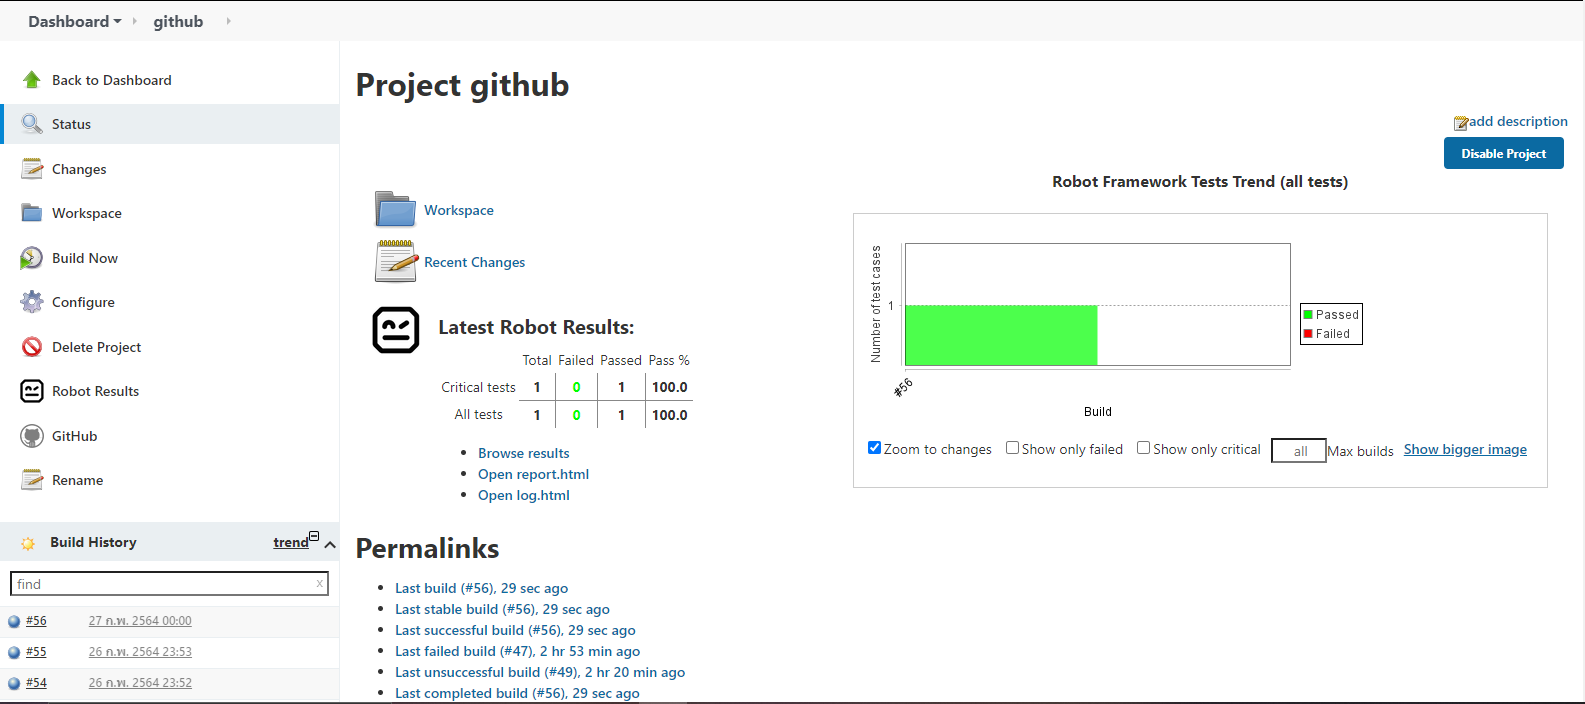 Dashboard github
Back to Dashboard
Status
Changes
Workspace
Build Now
Configure
Delete Project
Robot Results
GitHub
Rename
Build History trend
find x
#56 27 ก.พ. 2564 00:00
#55 26 ก.พ. 2564 23:53
#54 26 ก.พ. 2564 23:52
Project github
add description
Disable Project
Workspace
Recent Changes
Latest Robot Results:
Total Failed Passed Pass %
Critical tests 1 0 1 100.0
All tests 1 0 1 100.0
Browse results
Open report.html
Open log.html
Robot Framework Tests Trend (all tests)
Number of test cases
1
#56
Build
Passed
Failed
Zoom to changes Show only failed Show only critical all Max builds Show bigger image
Permalinks
Last build (#56), 29 sec ago
Last stable build (#56), 29 sec ago
Last successful build (#56), 29 sec ago
Last failed build (#47), 2 hr 53 min ago
Last unsuccessful build (#49), 2 hr 20 min ago
Last completed build (#56), 29 sec ago